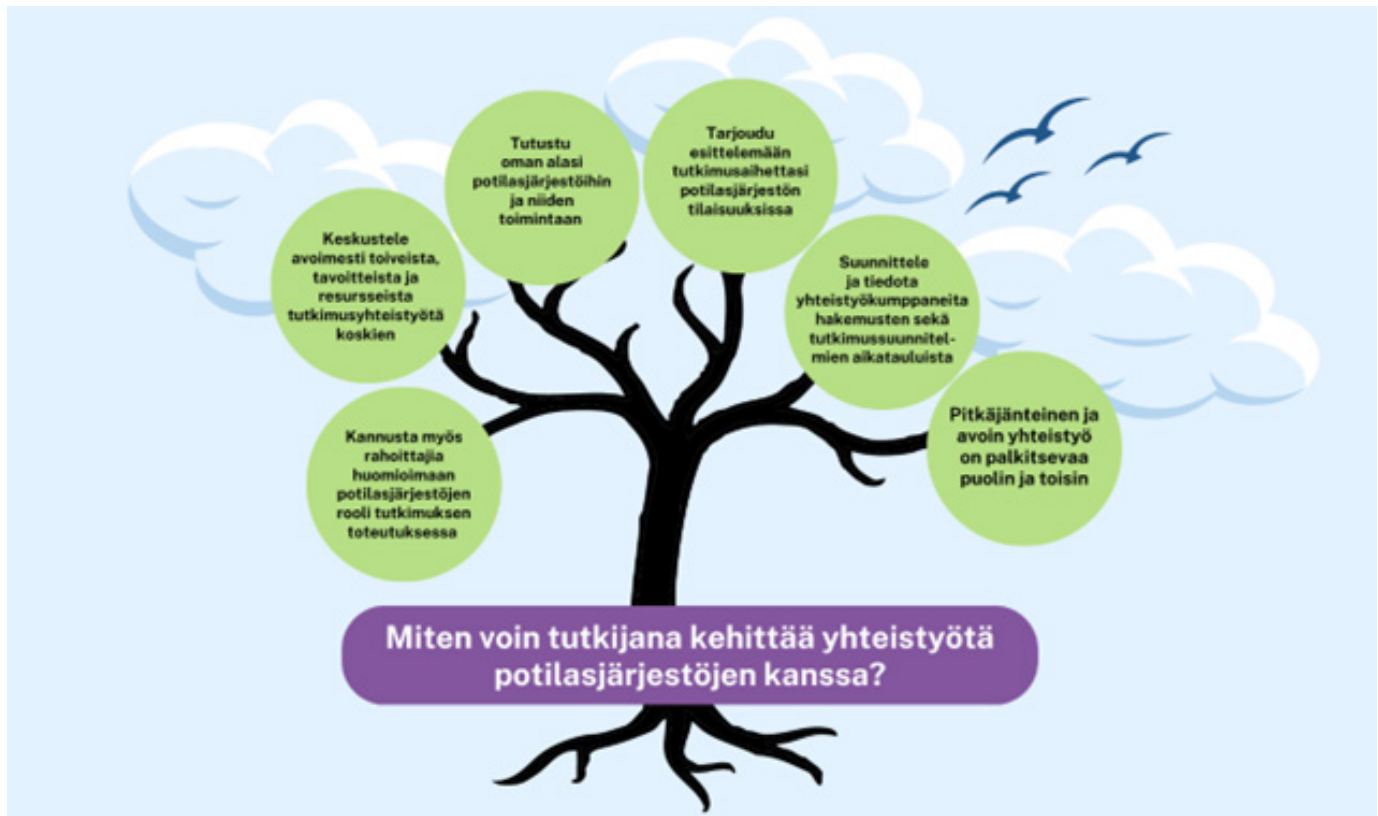 Tutustu
oman alasi
potilasjärjestöihin
ja niiden
toimintaan
Tarjoudu
esittelemään
tutkimusaihettasi
potilasjärjestön
tilaisuuksissa
Keskustele
avoimesti toiveista,
tavoitteista ja
resursseista
tutkimusyhteistyötä
koskien
Suunnittele
ja tiedota
yhteistyökumppaneita
hakemusten sekä
tutkimussuunnitel-
mien aikatauluista
Kannusta myös
rahoittajia
huomioimaan
potilasjärjestöjen
rooli tutkimuksen
toteutuksessa
Pitkäjänteinen ja
avoin yhteistyö
on palkitsevaa
puolin ja toisin
Miten voin tutkijana kehittää yhteistyötä
potilasjärjestöjen kanssa?